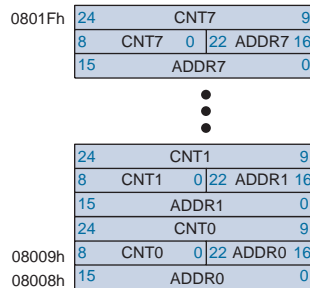 0801Fh 24 CNT7 9
8 CNT7 0 22 ADDR7 16
15 ADDR7 0
24 CNT1 9
8 CNT1 0 22 ADDR1 16
15 ADDR1 0
24 CNT0 9
08009h 8 CNT0 0 22 ADDR0 16
08008h 15 ADDR0 0